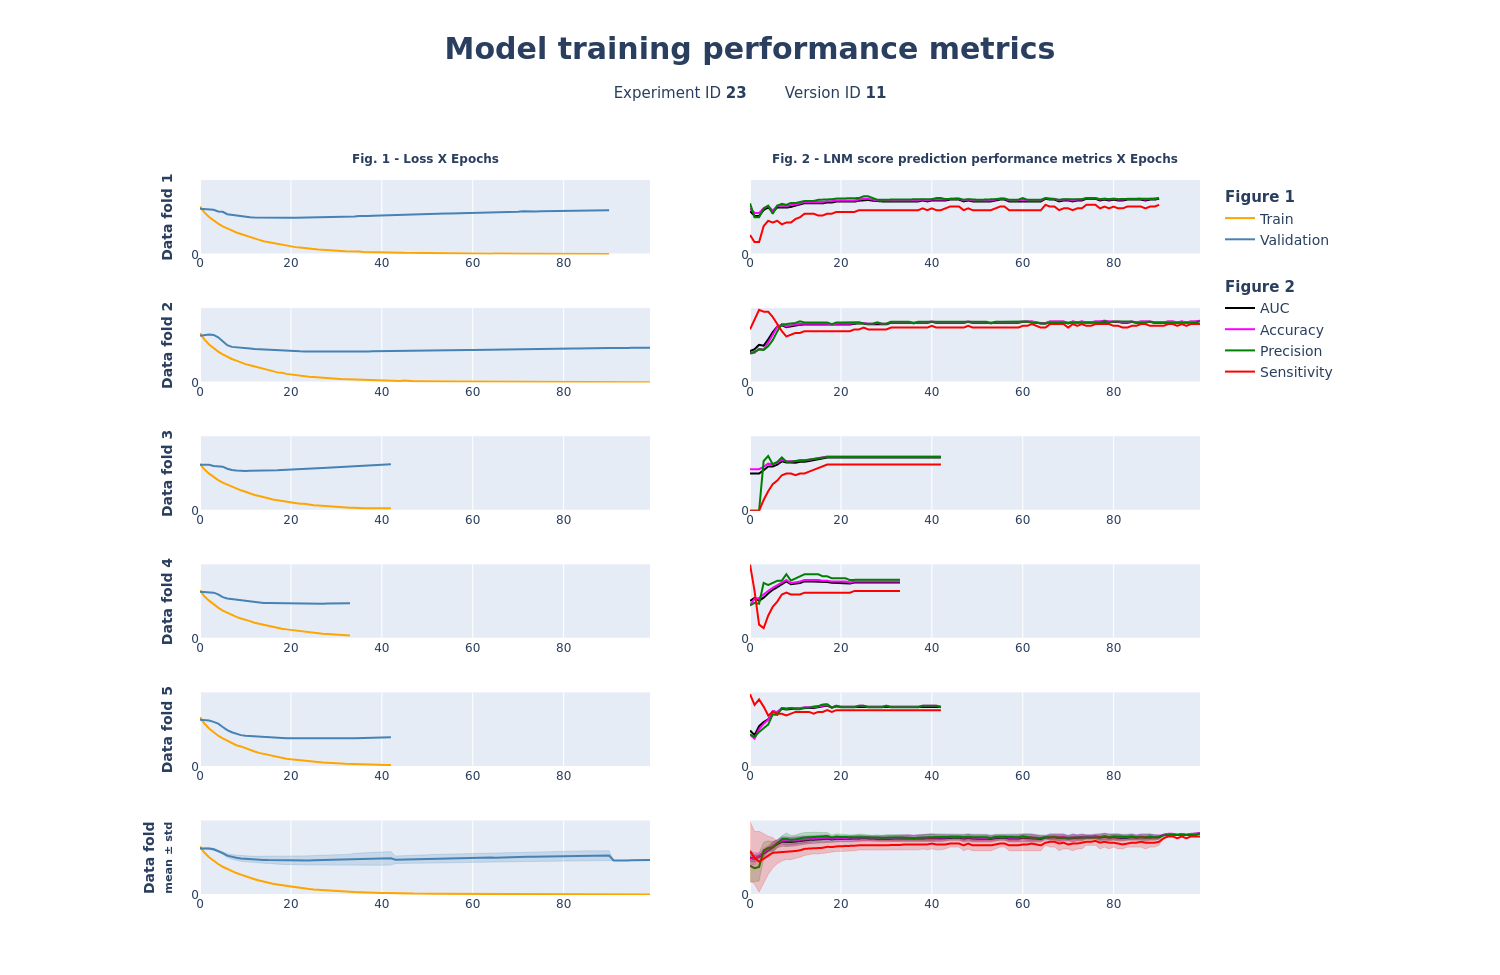 Model training performance metrics
Experiment ID 23 Version ID 11
Fig. 1 - Loss X Epochs
Fig. 2 - LNM score prediction performance metrics X Epochs
Data fold 1
0
0 20 40 60 80
0
0 20 40 60 80
Figure 1
Train
Validation
Figure 2
AUC
Accuracy
Precision
Sensitivity
Data fold 2
0
0 20 40 60 80
0
0 20 40 60 80
Data fold 3
0
0 20 40 60 80
0
0 20 40 60 80
Data fold 4
0
0 20 40 60 80
0
0 20 40 60 80
Data fold 5
0
0 20 40 60 80
0
0 20 40 60 80
Data fold
mean ± std
0
0 20 40 60 80
0
0 20 40 60 80